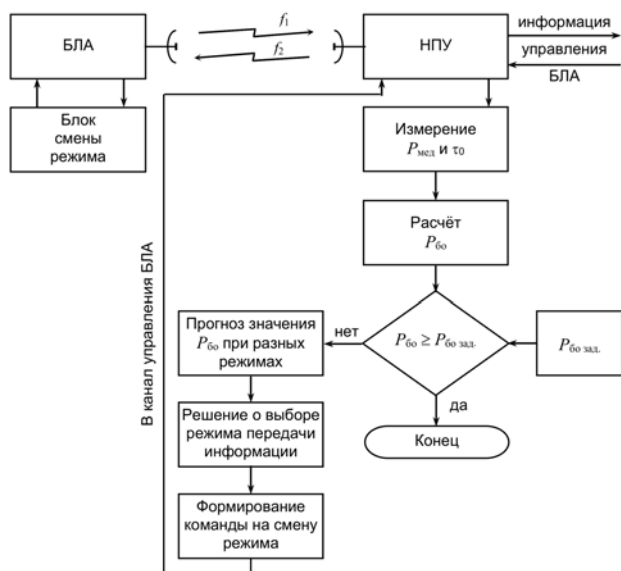 БЛА
f₁
f₂
НПУ
информация
управления
БЛА
Блок
смены
режима
Измерение
Pмед и τ₀
Расчёт
Pбо
В канал управления БЛА
Прогноз значения
Pбо при разных
режимах
нет
Pбо ≥ Pбо зад.
Pбо зад.
да
Решение о выборе
режима передачи
информации
Конец
Формирование
команды на смену
режима